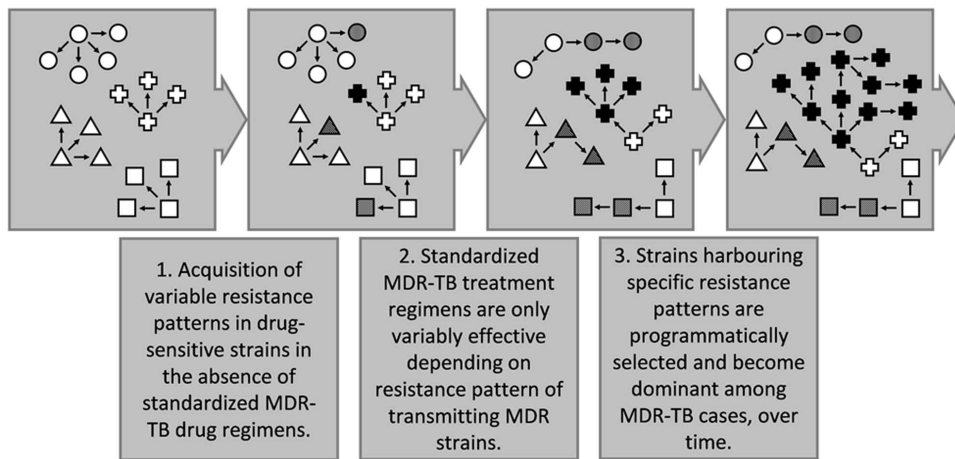 1. Acquisition of
variable resistance
patterns in drug-
sensitive strains in
the absence of
standardized MDR-
TB drug regimens.
2. Standardized
MDR-TB treatment
regimens are only
variably effective
depending on
resistance pattern of
transmitting MDR
strains.
3. Strains harbouring
specific resistance
patterns are
programmatically
selected and become
dominant among
MDR-TB cases, over
time.